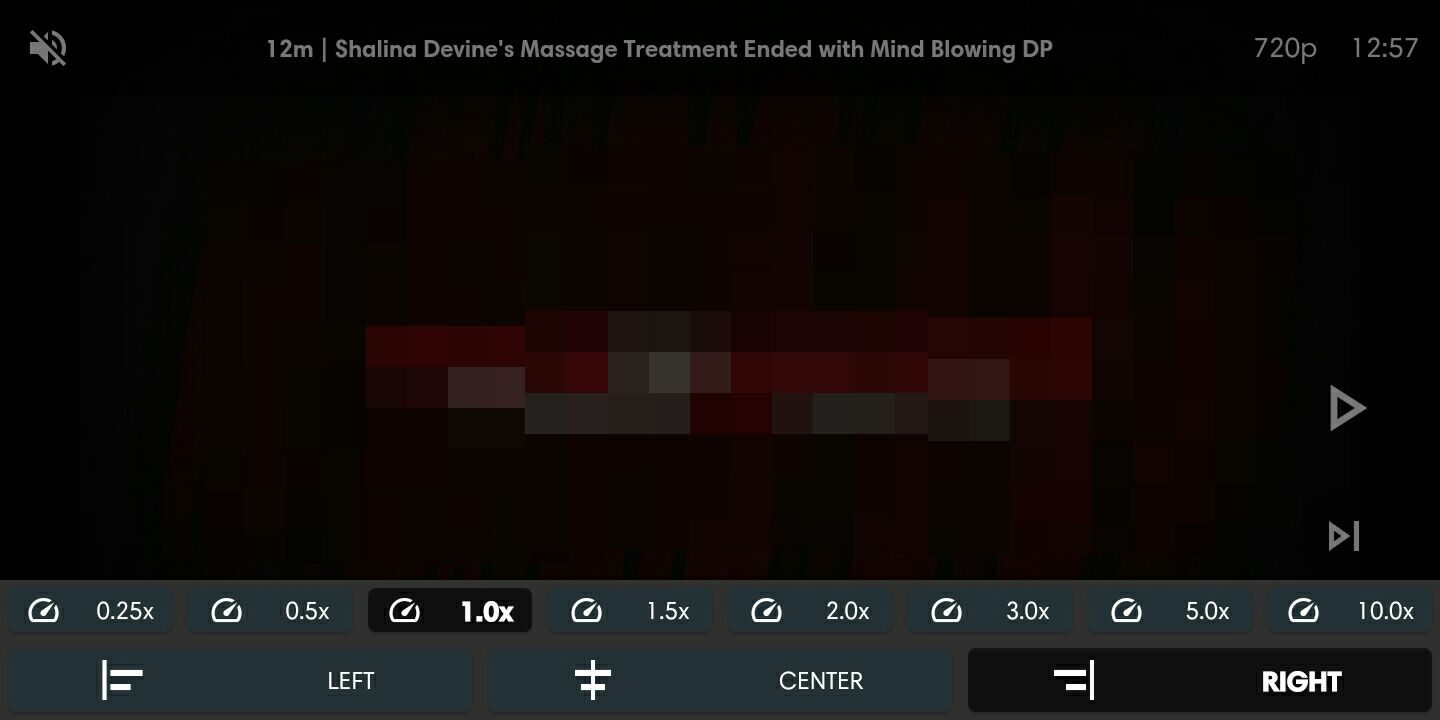 12m | Shalina Devine's Massage Treatment Ended with Mind Blowing DP 720p 12:57
0.25x 0.5x 1.0x 1.5x 2.0x 3.0x 5.0x 10.0x
LEFT CENTER RIGHT